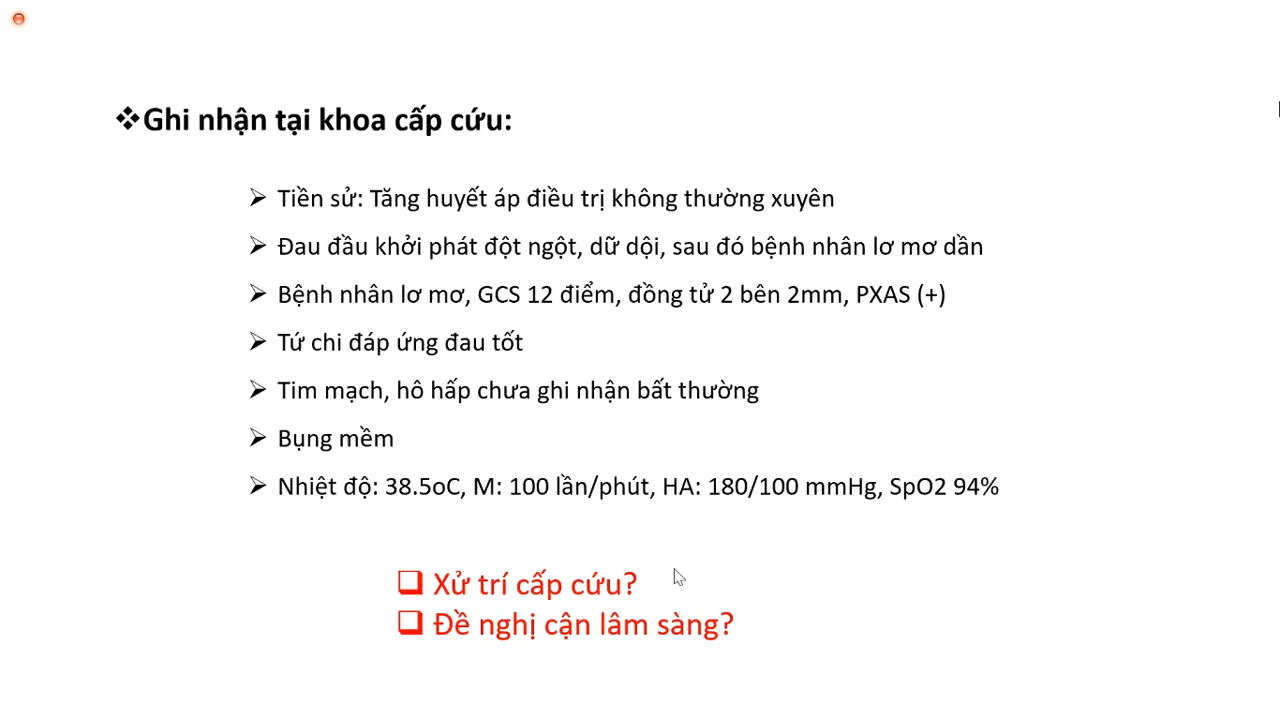 ❖Ghi nhận tại khoa cấp cứu:
➢ Tiền sử: Tăng huyết áp điều trị không thường xuyên
➢ Đau đầu khởi phát đột ngột, dữ dội, sau đó bệnh nhân lơ mơ dần
➢ Bệnh nhân lơ mơ, GCS 12 điểm, đồng tử 2 bên 2mm, PXAS (+)
➢ Tứ chi đáp ứng đau tốt
➢ Tim mạch, hô hấp chưa ghi nhận bất thường
➢ Bụng mềm
➢ Nhiệt độ: 38.5oC, M: 100 lần/phút, HA: 180/100 mmHg, SpO2 94%
❑ Xử trí cấp cứu?
❑ Đề nghị cận lâm sàng?